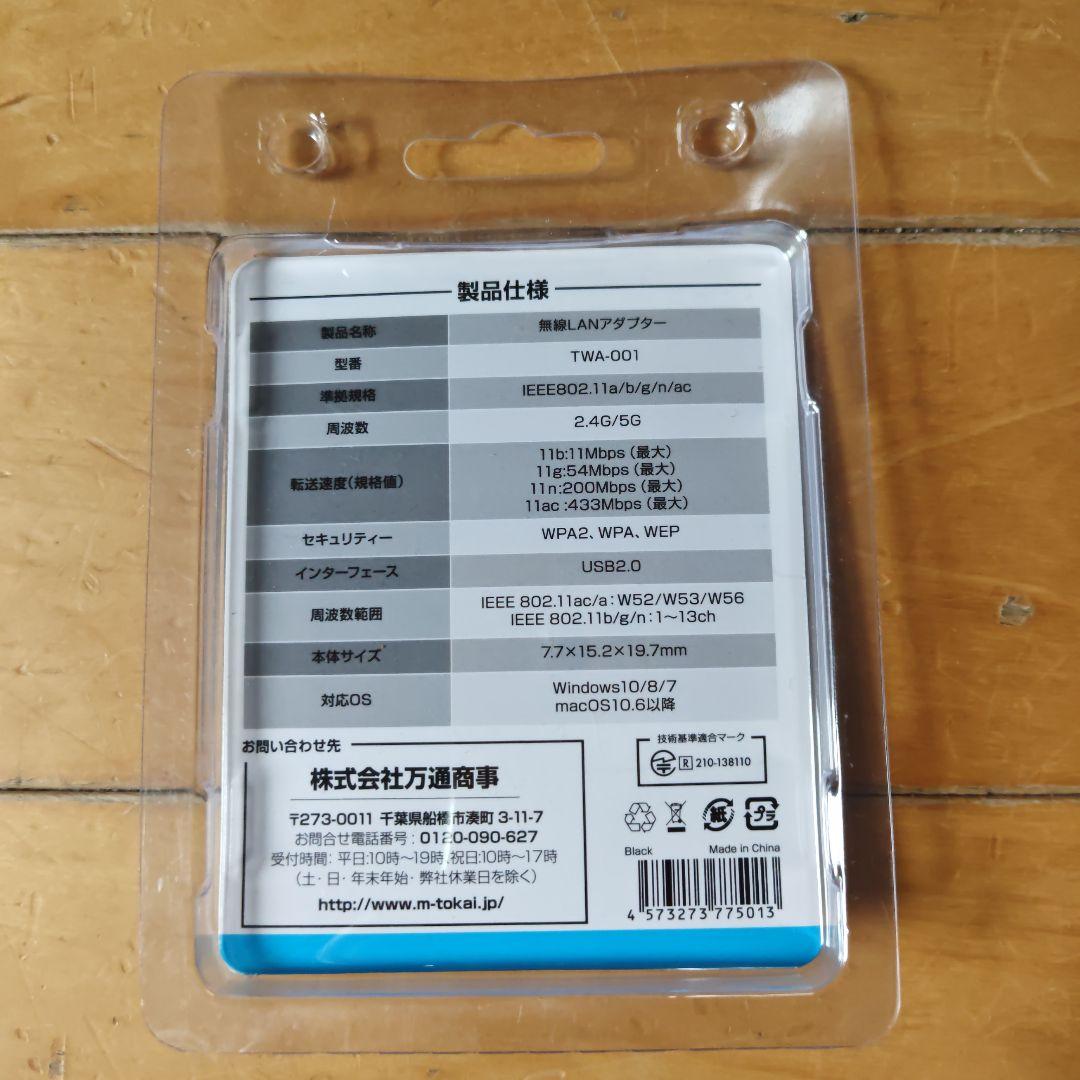 製品仕様
製品名称 無線LANアダプター
型番 TWA-001
準拠規格 IEEE802.11a/b/g/n/ac
周波数 2.4G/5G
転送速度(規格値) 11b:11Mbps (最大)
11g:54Mbps (最大)
11n:200Mbps (最大)
11ac :433Mbps (最大)
セキュリティー WPA2、WPA、WEP
インターフェース USB2.0
周波数範囲 IEEE 802.11ac/a：W52/W53/W56
IEEE 802.11b/g/n：1〜13ch
本体サイズ 7.7×15.2×19.7mm
対応OS Windows10/8/7
macOS10.6以降
お問い合わせ先
株式会社万通商事
〒273-0011 千葉県船橋市湊町 3-11-7
お問合せ電話番号：0120-090-627
受付時間：平日:10時〜19時,祝日:10時〜17時
(土・日・年末年始・弊社休業日を除く)
http://www.m-tokai.jp/
技術基準適合マーク
R 210-138110
紙 プラ
Black Made in China
4 573273 775013